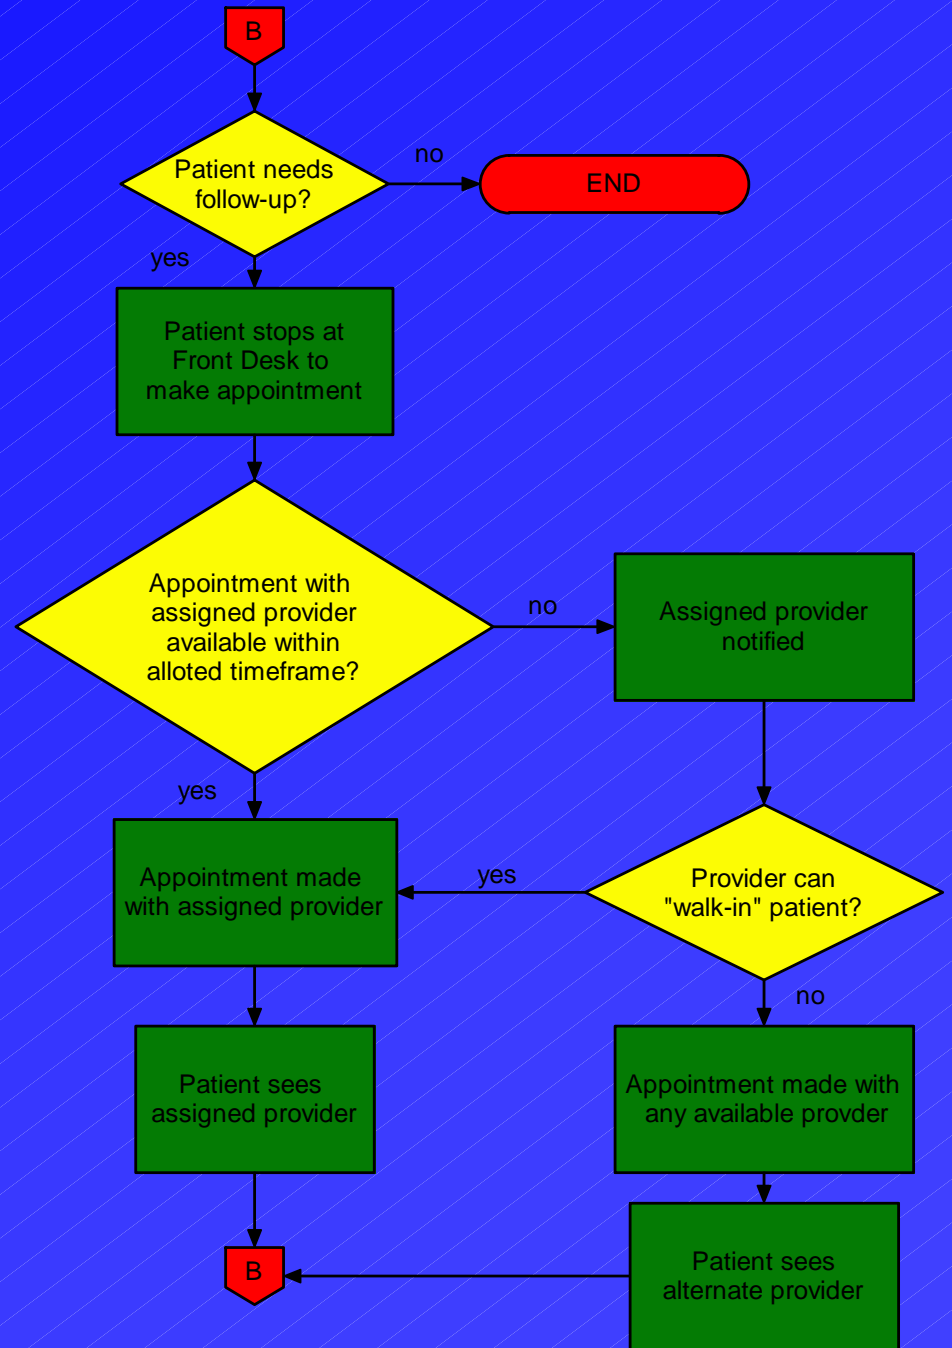 B
Patient needs
follow-up?
no
END
yes
Patient stops at
Front Desk to
make appointment
Appointment with
assigned provider
available within
alloted timeframe?
no
Assigned provider
notified
yes
Appointment made
with assigned provider
yes
Provider can
"walk-in" patient?
no
Patient sees
assigned provider
Appointment made with
any available provder
B
Patient sees
alternate provider